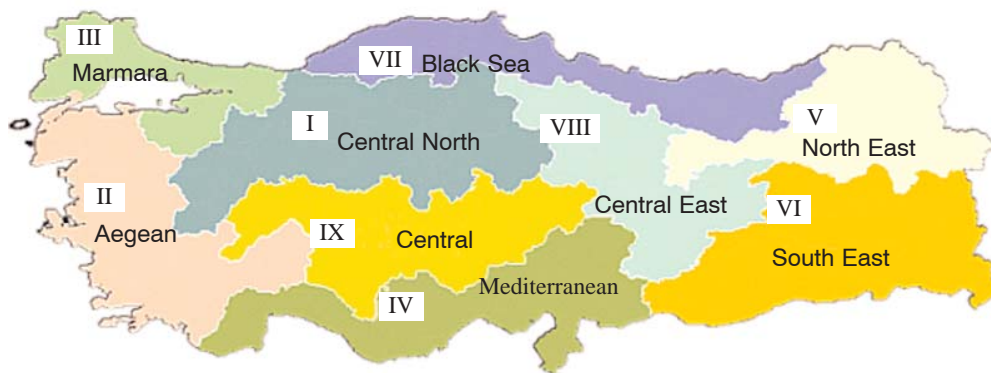 III
Marmara
VII
Black Sea
I
Central North
VIII
V
North East
II
Aegean
IX
Central
Central East
VI
South East
IV
Mediterranean